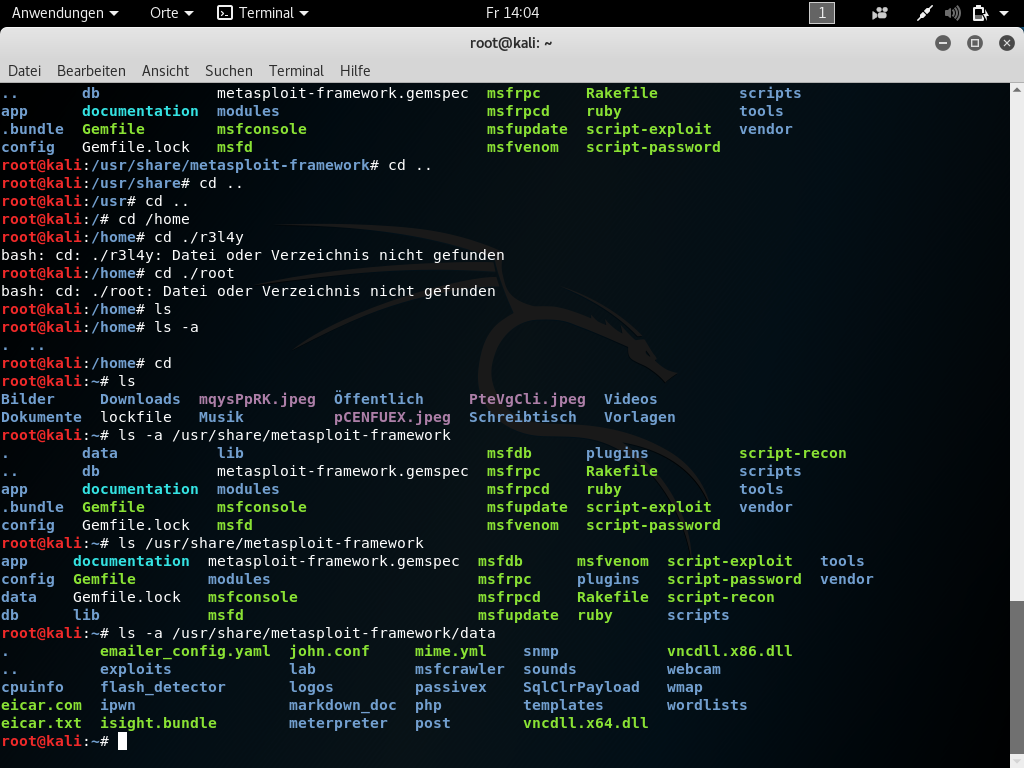 Anwendungen Orte Terminal Fr 14:04 1
root@kali: ~
Datei Bearbeiten Ansicht Suchen Terminal Hilfe
.. db metasploit-framework.gemspec msfrpc Rakefile scripts
app documentation modules msfrpcd ruby tools
.bundle Gemfile msfconsole msfupdate script-exploit vendor
config Gemfile.lock msfd msfvenom script-password
root@kali:/usr/share/metasploit-framework# cd ..
root@kali:/usr/share# cd ..
root@kali:/usr# cd ..
root@kali:/# cd /home
root@kali:/home# cd ./r3l4y
bash: cd: ./r3l4y: Datei oder Verzeichnis nicht gefunden
root@kali:/home# cd ./root
bash: cd: ./root: Datei oder Verzeichnis nicht gefunden
root@kali:/home# ls
root@kali:/home# ls -a
. ..
root@kali:/home# cd
root@kali:~# ls
Bilder Downloads mqysPpRK.jpeg Öffentlich PteVgCli.jpeg Videos
Dokumente lockfile Musik pCENFUEX.jpeg Schreibtisch Vorlagen
root@kali:~# ls -a /usr/share/metasploit-framework
. data lib msfdb plugins script-recon
.. db metasploit-framework.gemspec msfrpc Rakefile scripts
app documentation modules msfrpcd ruby tools
.bundle Gemfile msfconsole msfupdate script-exploit vendor
config Gemfile.lock msfd msfvenom script-password
root@kali:~# ls /usr/share/metasploit-framework
app documentation metasploit-framework.gemspec msfdb msfvenom script-exploit tools
config Gemfile modules msfrpc plugins script-password vendor
data Gemfile.lock msfconsole msfrpcd Rakefile script-recon
db lib msfd msfupdate ruby scripts
root@kali:~# ls -a /usr/share/metasploit-framework/data
. emailer_config.yaml john.conf mime.yml snmp vncdll.x86.dll
.. exploits lab msfcrawler sounds webcam
cpuinfo flash_detector logos passivex SqlClrPayload wmap
eicar.com ipwn markdown_doc php templates wordlists
eicar.txt isight.bundle meterpreter post vncdll.x64.dll
root@kali:~#